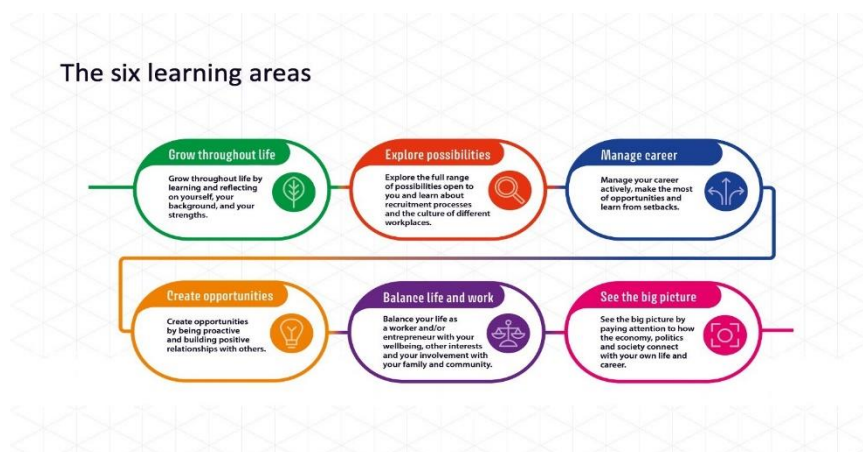 The six learning areas
Grow throughout life
Grow throughout life by
learning and reflecting
on yourself, your
background, and your
strengths.
Explore possibilities
Explore the full range
of possibilities open to
you and learn about
recruitment processes
and the culture of different
workplaces.
Manage career
Manage your career
actively, make the most
of opportunities and
learn from setbacks.
Create opportunities
Create opportunities
by being proactive
and building positive
relationships with others.
Balance life and work
Balance your life as
a worker and/or
entrepreneur with your
wellbeing, other interests
and your involvement with
your family and community.
See the big picture
See the big picture by
paying attention to how
the economy, politics
and society connect
with your own life and
career.